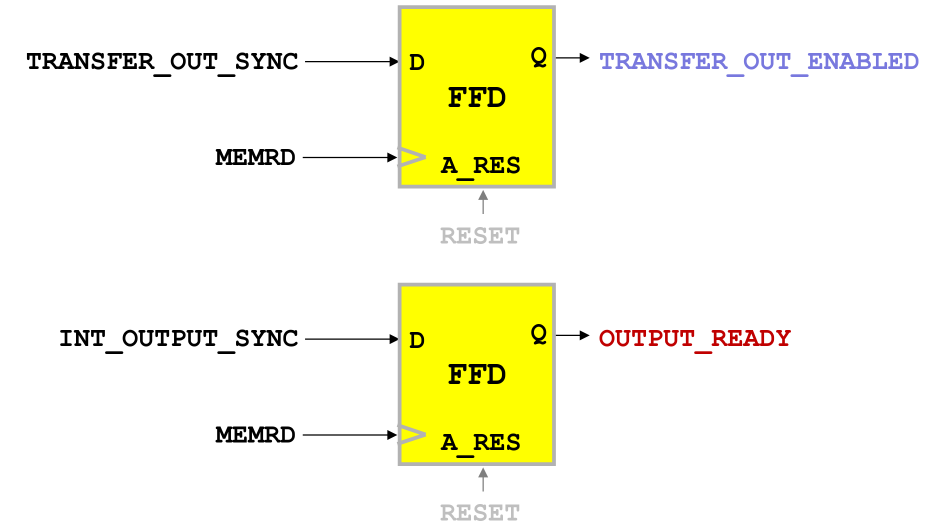 TRANSFER_OUT_SYNC
D
Q
TRANSFER_OUT_ENABLED
FFD
MEMRD
A_RES
RESET
INT_OUTPUT_SYNC
D
Q
OUTPUT_READY
FFD
MEMRD
A_RES
RESET